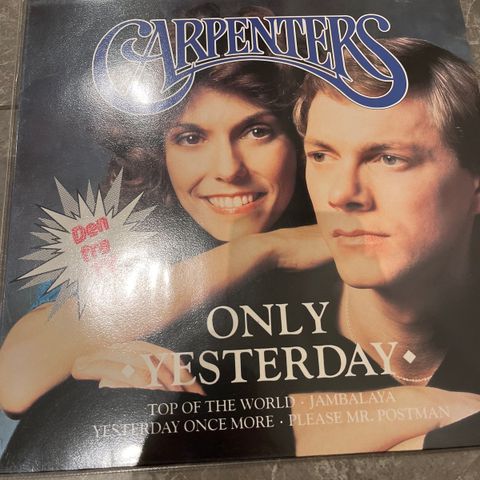 CARPENTERS
Den
fra
ONLY
·YESTERDAY·
TOP OF THE WORLD · JAMBALAYA
YESTERDAY ONCE MORE · PLEASE MR. POSTMAN